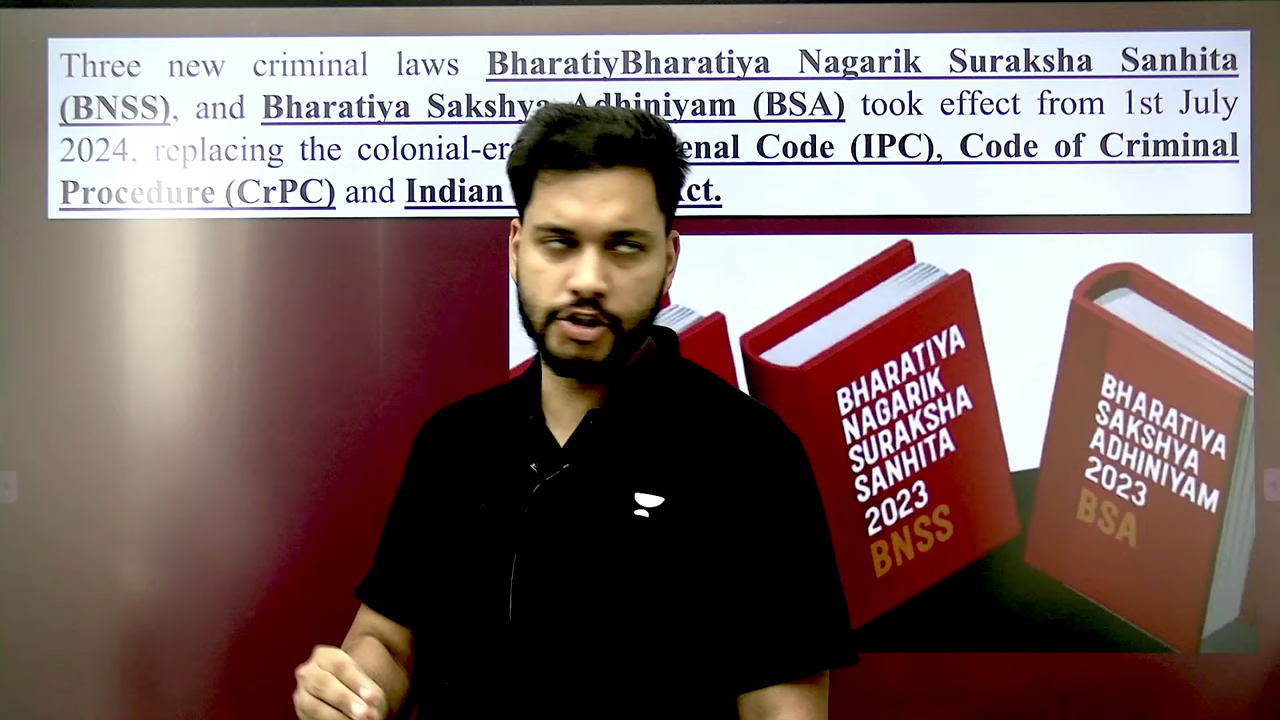 Three new criminal laws BharatiyBharatiya Nagarik Suraksha Sanhita
(BNSS), and Bharatiya Sakshya Adhiniyam (BSA) took effect from 1st July
2024, replacing the colonial-er enal Code (IPC), Code of Criminal
Procedure (CrPC) and Indian ct.
BHARATIYA
NAGARIK
SURAKSHA
SANHITA
2023
BNSS
BHARATIYA
SAKSHYA
ADHINIYAM
2023
BSA